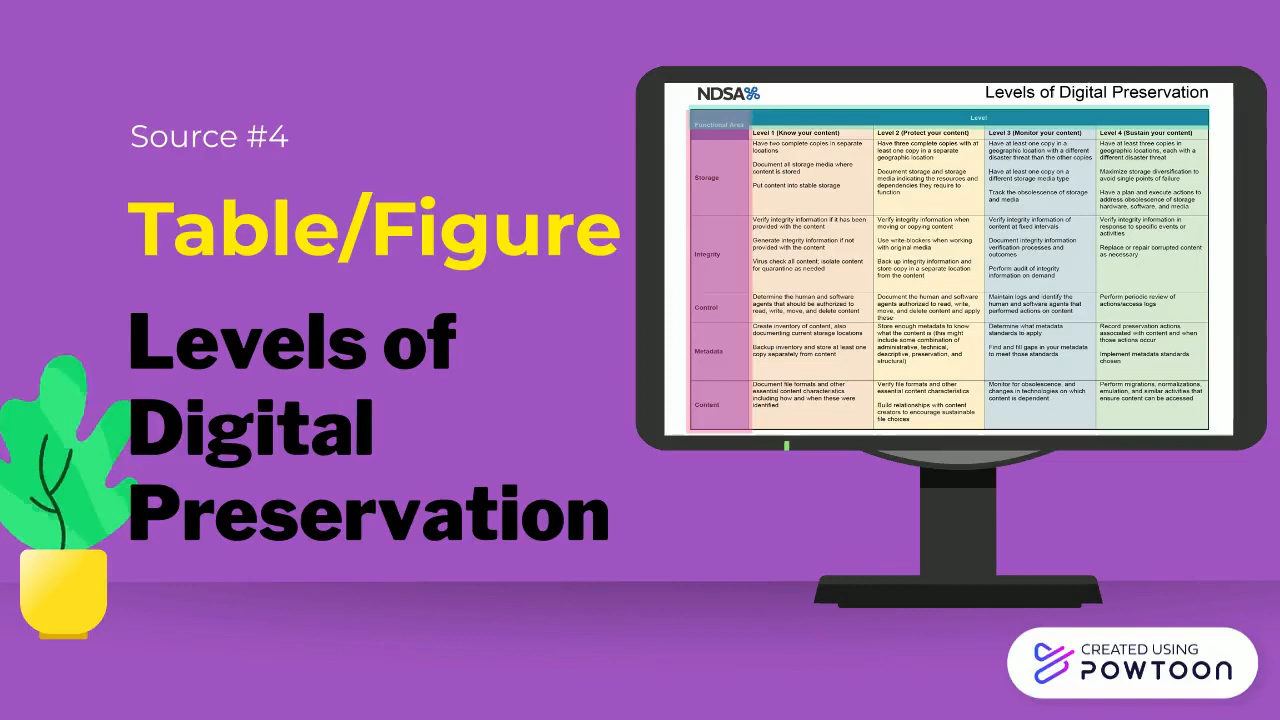 Source #4
Table/Figure
Levels of
Digital
Preservation
NDSA
Levels of Digital Preservation
Functional Area
Level
Level 1 (Know your content)
Level 2 (Protect your content)
Level 3 (Monitor your content)
Level 4 (Sustain your content)
Storage
Have two complete copies in separate
locations
Document all storage media where
content is stored
Put content into stable storage
Have three complete copies with at
least one copy in a separate
geographic location
Document storage and storage
media indicating the resources and
dependencies they require to
function
Have at least one copy in a
geographic location with a different
disaster threat than the other copies
Have at least one copy on a
different storage media type
Track the obsolescence of storage
and media
Have at least three copies in
geographic locations, each with a
different disaster threat
Maximize storage diversification to
avoid single points of failure
Have a plan and execute actions to
address obsolescence of storage
hardware, software, and media
Integrity
Verify integrity information if it has been
provided with the content
Generate integrity information if not
provided with the content
Virus check all content; isolate content
for quarantine as needed
Verify integrity information when
moving or copying content
Use write-blockers when working
with original media
Back up integrity information and
store copy in a separate location
from the content
Verify integrity information of
content at fixed intervals
Document integrity information
verification processes and
outcomes
Perform audit of integrity
information on demand
Verify integrity information in
response to specific events or
activities
Replace or repair corrupted content
as necessary
Control
Determine the human and software
agents that should be authorized to
read, write, move, and delete content
Document the human and software
agents authorized to read, write,
move, and delete content and apply
these
Maintain logs and identify the
human and software agents that
performed actions on content
Perform periodic review of
actions/access logs
Metadata
Create inventory of content, also
documenting current storage locations
Backup inventory and store at least one
copy separately from content
Store enough metadata to know
what the content is (this might
include some combination of
administrative, technical,
descriptive, preservation, and
structural)
Determine what metadata
standards to apply
Find and fill gaps in your metadata
to meet those standards
Record preservation actions
associated with content and when
those actions occur
Implement metadata standards
chosen
Content
Document file formats and other
essential content characteristics
including how and when these were
identified
Verify file formats and other
essential content characteristics
Build relationships with content
creators to encourage sustainable
file choices
Monitor for obsolescence, and
changes in technologies on which
content is dependent
Perform migrations, normalizations,
emulation, and similar activities that
ensure content can be accessed
CREATED USING
POWTOON